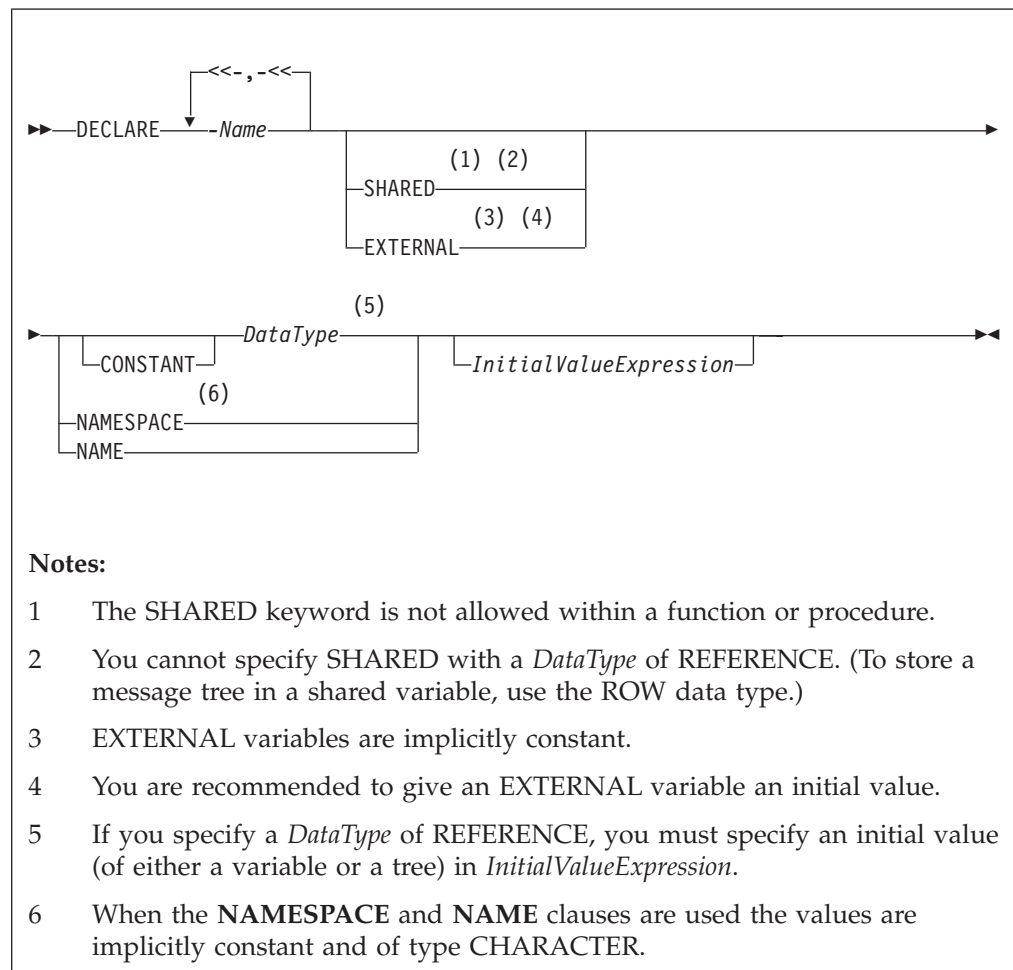 <<-,-<<
DECLARE -Name
(1) (2)
SHARED
(3) (4)
EXTERNAL
(5)
DataType
CONSTANT InitialValueExpression
(6)
NAMESPACE
NAME
Notes:
1 The SHARED keyword is not allowed within a function or procedure.
2 You cannot specify SHARED with a DataType of REFERENCE. (To store a
message tree in a shared variable, use the ROW data type.)
3 EXTERNAL variables are implicitly constant.
4 You are recommended to give an EXTERNAL variable an initial value.
5 If you specify a DataType of REFERENCE, you must specify an initial value
(of either a variable or a tree) in InitialValueExpression.
6 When the NAMESPACE and NAME clauses are used the values are
implicitly constant and of type CHARACTER.